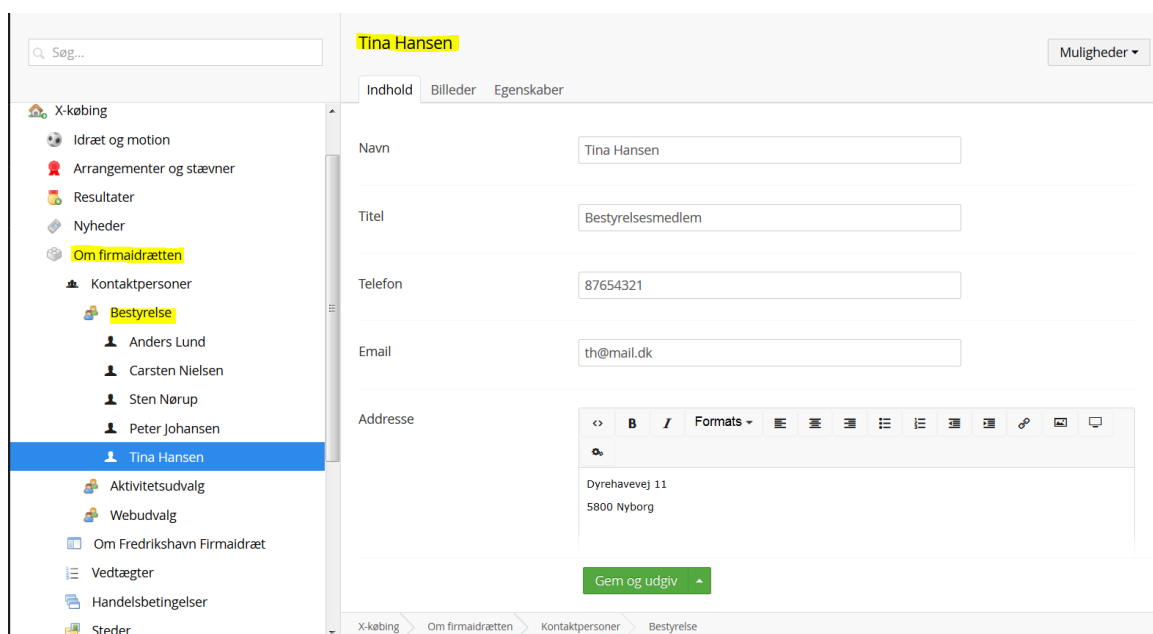 Søg...
X-købing
Idræt og motion
Arrangementer og stævner
Resultater
Nyheder
Om firmaidrætten
Kontaktpersoner
Bestyrelse
Anders Lund
Carsten Nielsen
Sten Nørup
Peter Johansen
Tina Hansen
Aktivitetsudvalg
Webudvalg
Om Fredrikshavn Firmaidræt
Vedtægter
Handelsbetingelser
Steder
Tina Hansen
Muligheder
Indhold Billeder Egenskaber
Navn Tina Hansen
Titel Bestyrelsesmedlem
Telefon 87654321
Email th@mail.dk
Addresse
B I Formats
Dyrehavevej 11
5800 Nyborg
Gem og udgiv
X-købing Om firmaidrætten Kontaktpersoner Bestyrelse